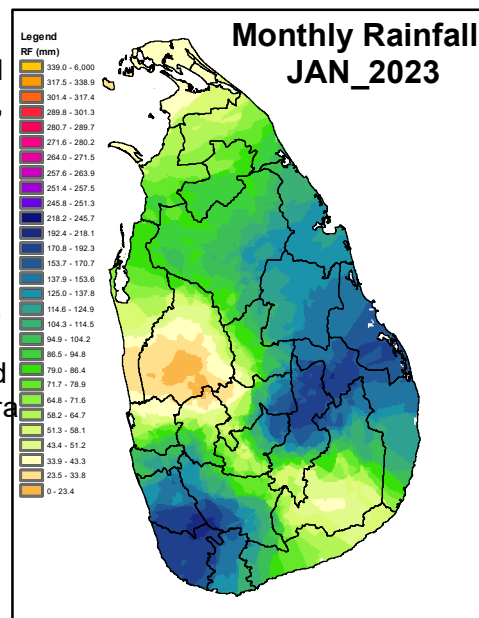 Monthly Rainfall
JAN_2023
Legend
RF (mm)
339.0 - 6,000
317.5 - 338.9
301.4 - 317.4
289.8 - 301.3
280.7 - 289.7
271.6 - 280.2
264.0 - 271.5
257.6 - 263.9
251.4 - 257.5
245.8 - 251.3
218.2 - 245.7
192.4 - 218.1
170.8 - 192.3
153.7 - 170.7
137.9 - 153.6
125.0 - 137.8
114.6 - 124.9
104.3 - 114.5
94.9 - 104.2
86.5 - 94.8
79.0 - 86.4
71.7 - 78.9
64.8 - 71.6
58.2 - 64.7
51.3 - 58.1
43.4 - 51.2
33.9 - 43.3
23.5 - 33.8
0 - 23.4